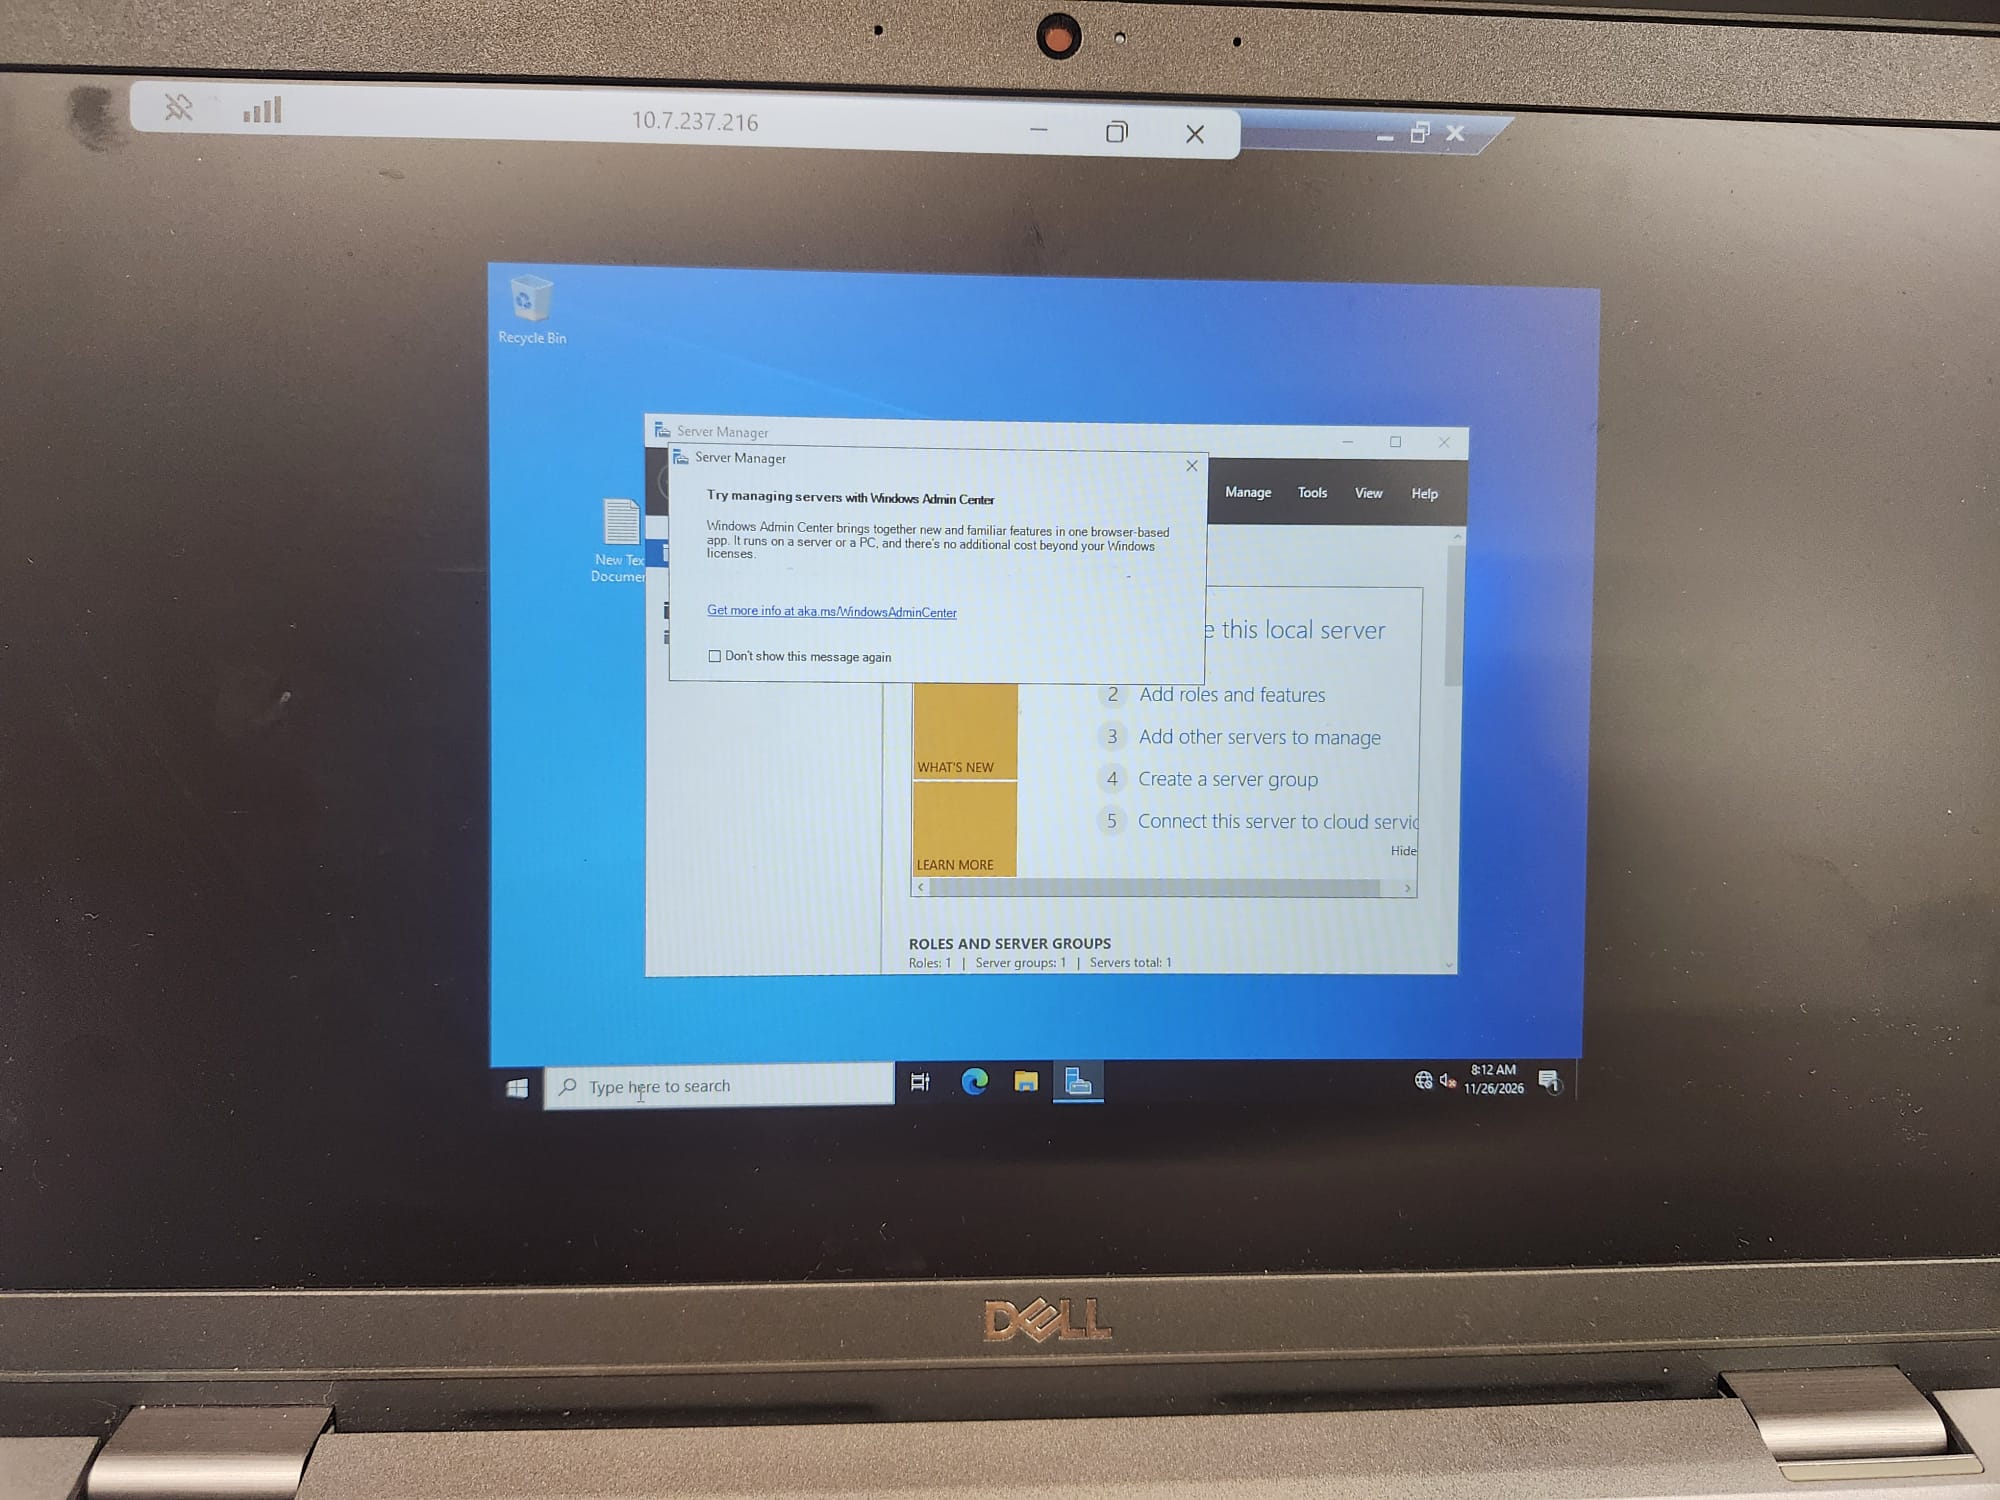 10.7.237.216
Recycle Bin
New Tex
Documen
Server Manager
Server Manager
Manage Tools View Help
Try managing servers with Windows Admin Center
Windows Admin Center brings together new and familiar features in one browser-based
app. It runs on a server or a PC, and there's no additional cost beyond your Windows
licenses.
Get more info at aka.ms/WindowsAdminCenter
Don't show this message again
e this local server
2 Add roles and features
3 Add other servers to manage
4 Create a server group
5 Connect this server to cloud servic
WHAT'S NEW
LEARN MORE
Hide
ROLES AND SERVER GROUPS
Roles: 1 | Server groups: 1 | Servers total: 1
Type here to search
8:12 AM
11/26/2026
1
DELL